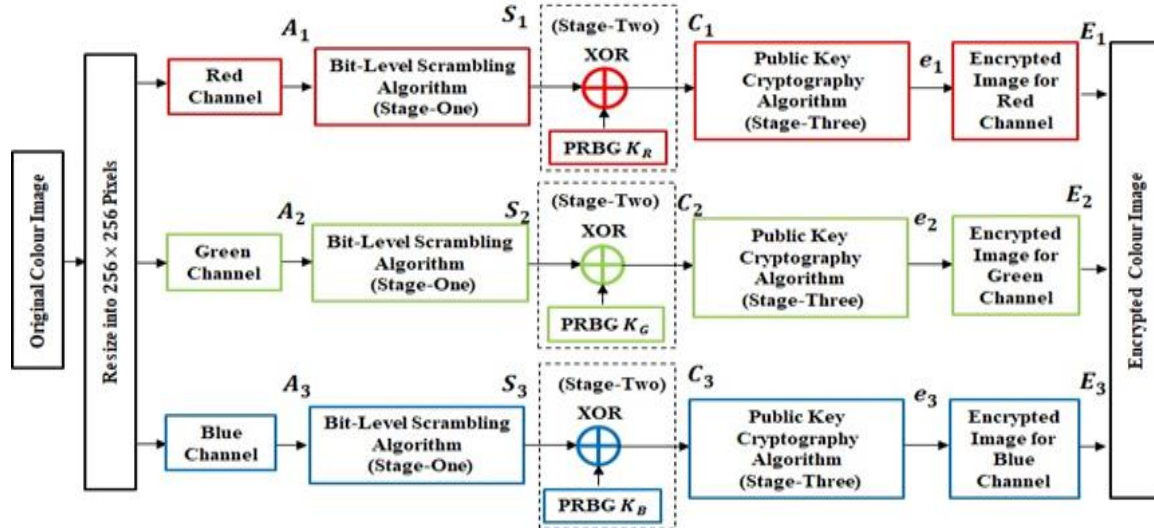 Original Colour Image
Resize into 256 × 256 Pixels
A₁
S₁
(Stage-Two)
XOR
C₁
e₁
E₁
Red
Channel
Bit-Level Scrambling
Algorithm
(Stage-One)
PRBG K_R
Public Key
Cryptography
Algorithm
(Stage-Three)
Encrypted
Image for
Red
Channel
A₂
S₂
(Stage-Two)
XOR
C₂
e₂
E₂
Green
Channel
Bit-Level Scrambling
Algorithm
(Stage-One)
PRBG K_G
Public Key
Cryptography
Algorithm
(Stage-Three)
Encrypted
Image for
Green
Channel
A₃
S₃
(Stage-Two)
XOR
C₃
e₃
E₃
Blue
Channel
Bit-Level Scrambling
Algorithm
(Stage-One)
PRBG K_B
Public Key
Cryptography
Algorithm
(Stage-Three)
Encrypted
Image for
Blue
Channel
Encrypted Colour Image